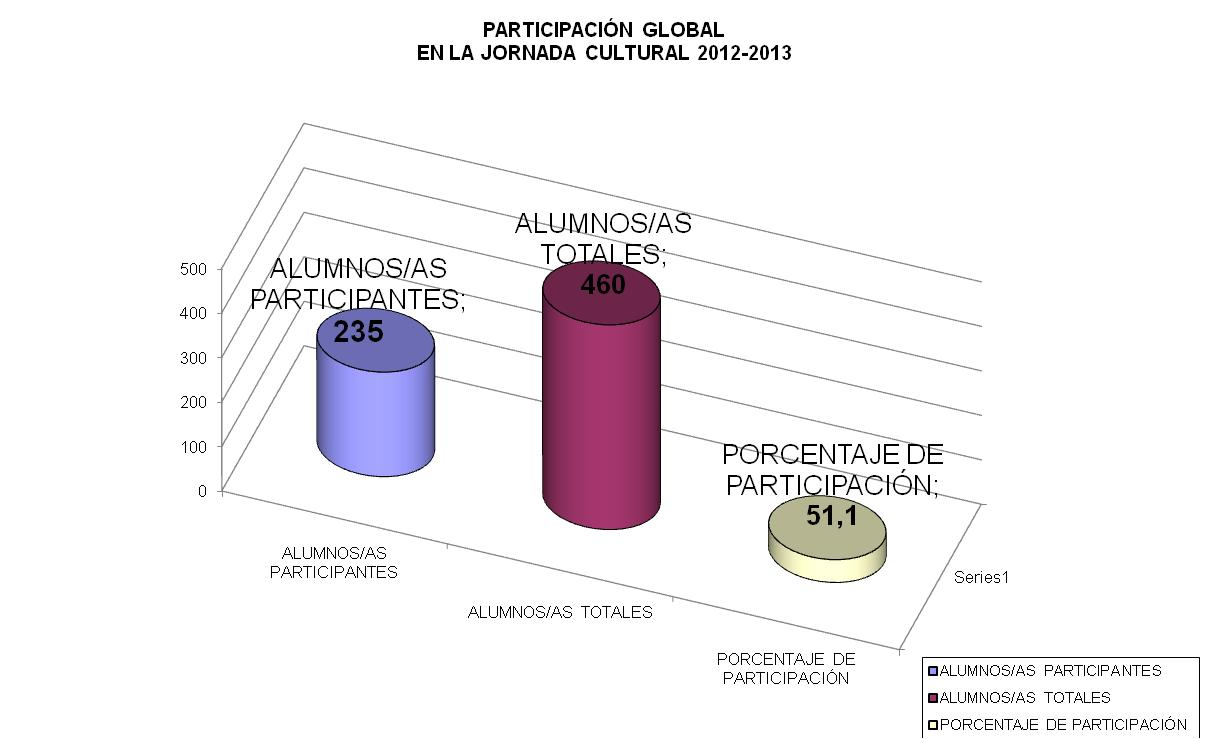 PARTICIPACIÓN GLOBAL
EN LA JORNADA CULTURAL 2012-2013
ALUMNOS/AS
TOTALES;
460
ALUMNOS/AS
PARTICIPANTES;
235
PORCENTAJE DE
PARTICIPACIÓN;
51,1
500
400
300
200
100
0
ALUMNOS/AS
PARTICIPANTES
ALUMNOS/AS TOTALES
PORCENTAJE DE
PARTICIPACIÓN
Series1
ALUMNOS/AS PARTICIPANTES
ALUMNOS/AS TOTALES
PORCENTAJE DE PARTICIPACIÓN